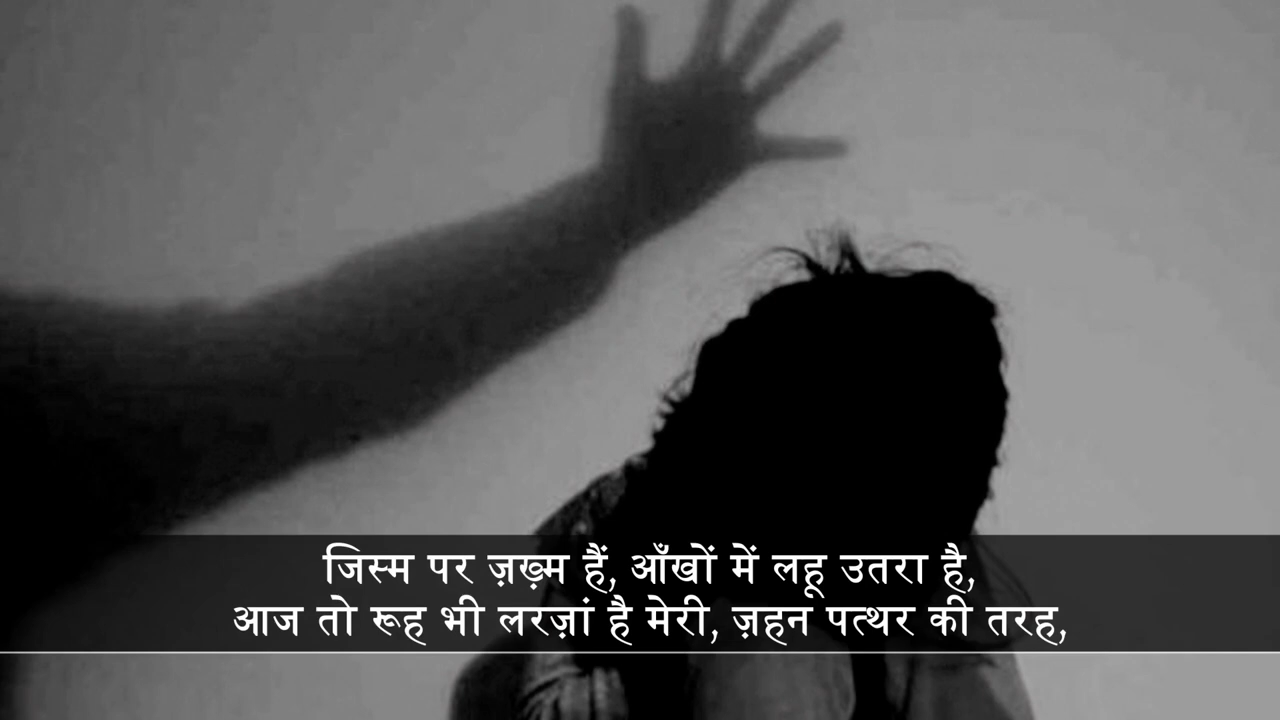 जिस्म पर ज़ख़्म हैं, आँखों में लहू उतरा है,
आज तो रूह भी लरज़ां है मेरी, ज़हन पत्थर की तरह,